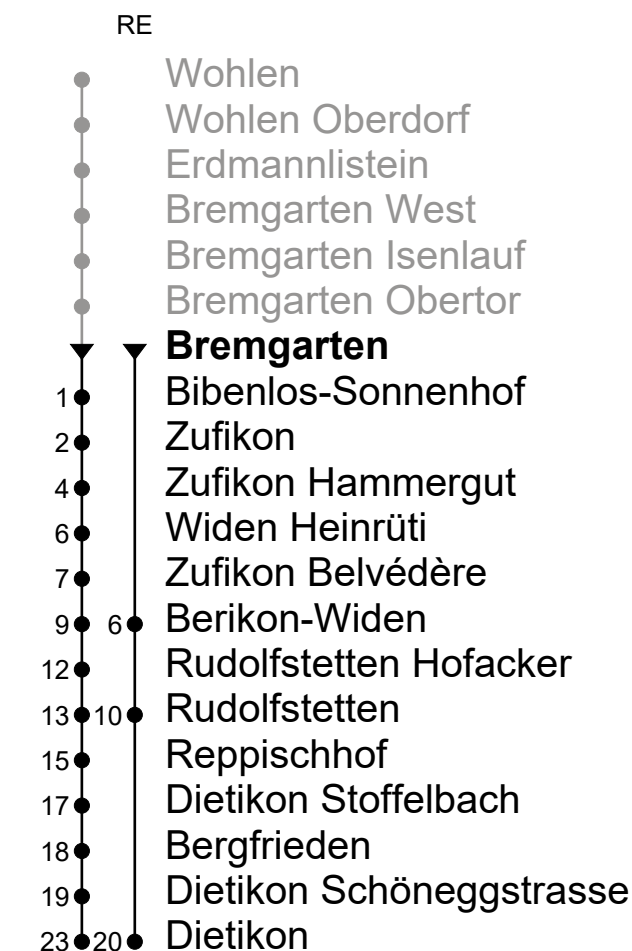 RE
Wohlen
Wohlen Oberdorf
Erdmannlistein
Bremgarten West
Bremgarten Isenlauf
Bremgarten Obertor
Bremgarten
1 Bibenlos-Sonnenhof
2 Zufikon
4 Zufikon Hammergut
6 Widen Heinrüti
7 Zufikon Belvédère
9 6 Berikon-Widen
12 Rudolfstetten Hofacker
13 10 Rudolfstetten
15 Reppischhof
17 Dietikon Stoffelbach
18 Bergfrieden
19 Dietikon Schöneggstrasse
23 20 Dietikon